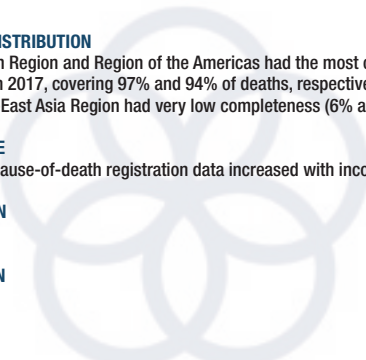 ISTRIBUTION
n Region and Region of the Americas had the most
n 2017, covering 97% and 94% of deaths, respective
East Asia Region had very low completeness (6% a
E
ause-of-death registration data increased with inco
N
N